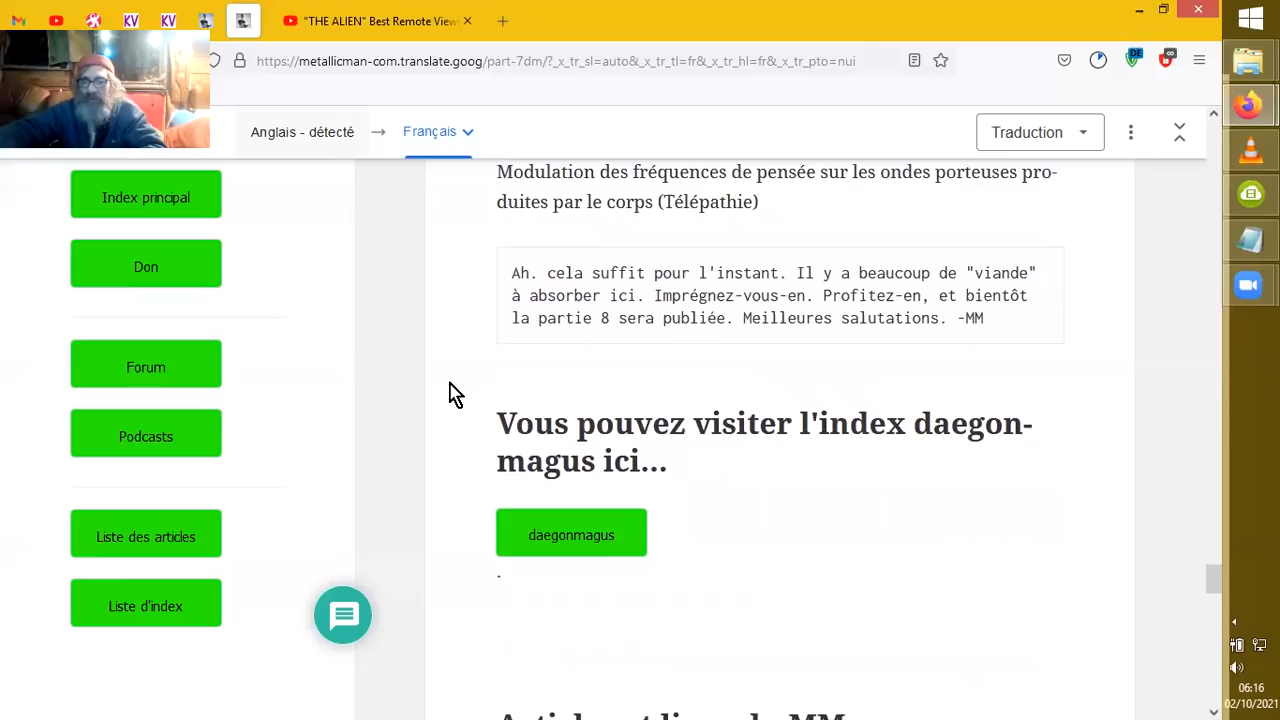 "THE ALIEN" Best Remote View
https://metallicman-com.translate.goog/part-7dny/?_x_tr_sl=auto&_x_tr_tl=fr&_x_tr_hl=fr&_x_tr_pto=nui
Anglais - détecté → Français
Traduction
Index principal
Don
Forum
Podcasts
Liste des articles
Liste d'index
Modulation des fréquences de pensée sur les ondes porteuses pro-
duites par le corps (Télépathie)
Ah. cela suffit pour l'instant. Il y a beaucoup de "viande"
à absorber ici. Imprégnez-vous-en. Profitez-en, et bientôt
la partie 8 sera publiée. Meilleures salutations. -MM
Vous pouvez visiter l'index daegon-
magus ici...
daegonmagus
.
KV
KV
DE
06:16
02/10/2021